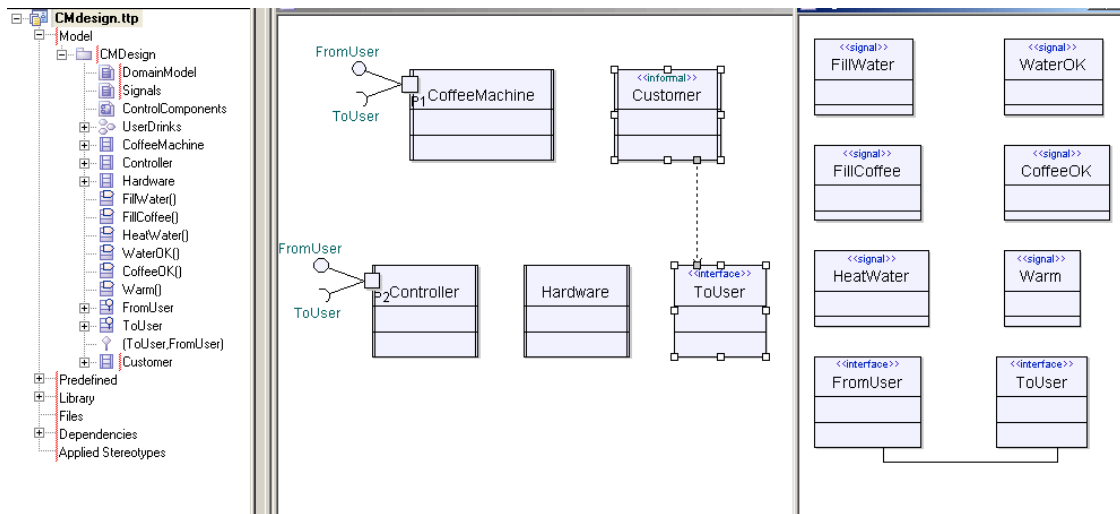 CMdesign.ttp
Model
CMDesign
DomainModel
Signals
ControlComponents
UserDrinks
CoffeeMachine
Controller
Hardware
FillWater()
FillCoffee()
HeatWater()
WaterOK()
CoffeeOK()
Warm()
FromUser
ToUser
(ToUser,FromUser)
Customer
Predefined
Library
Files
Dependencies
Applied Stereotypes
FromUser
ToUser
P1
CoffeeMachine
<<informal>>
Customer
FromUser
ToUser
P2
Controller
Hardware
<<interface>>
ToUser
<<signal>>
FillWater
<<signal>>
WaterOK
<<signal>>
FillCoffee
<<signal>>
CoffeeOK
<<signal>>
HeatWater
<<signal>>
Warm
<<interface>>
FromUser
<<interface>>
ToUser